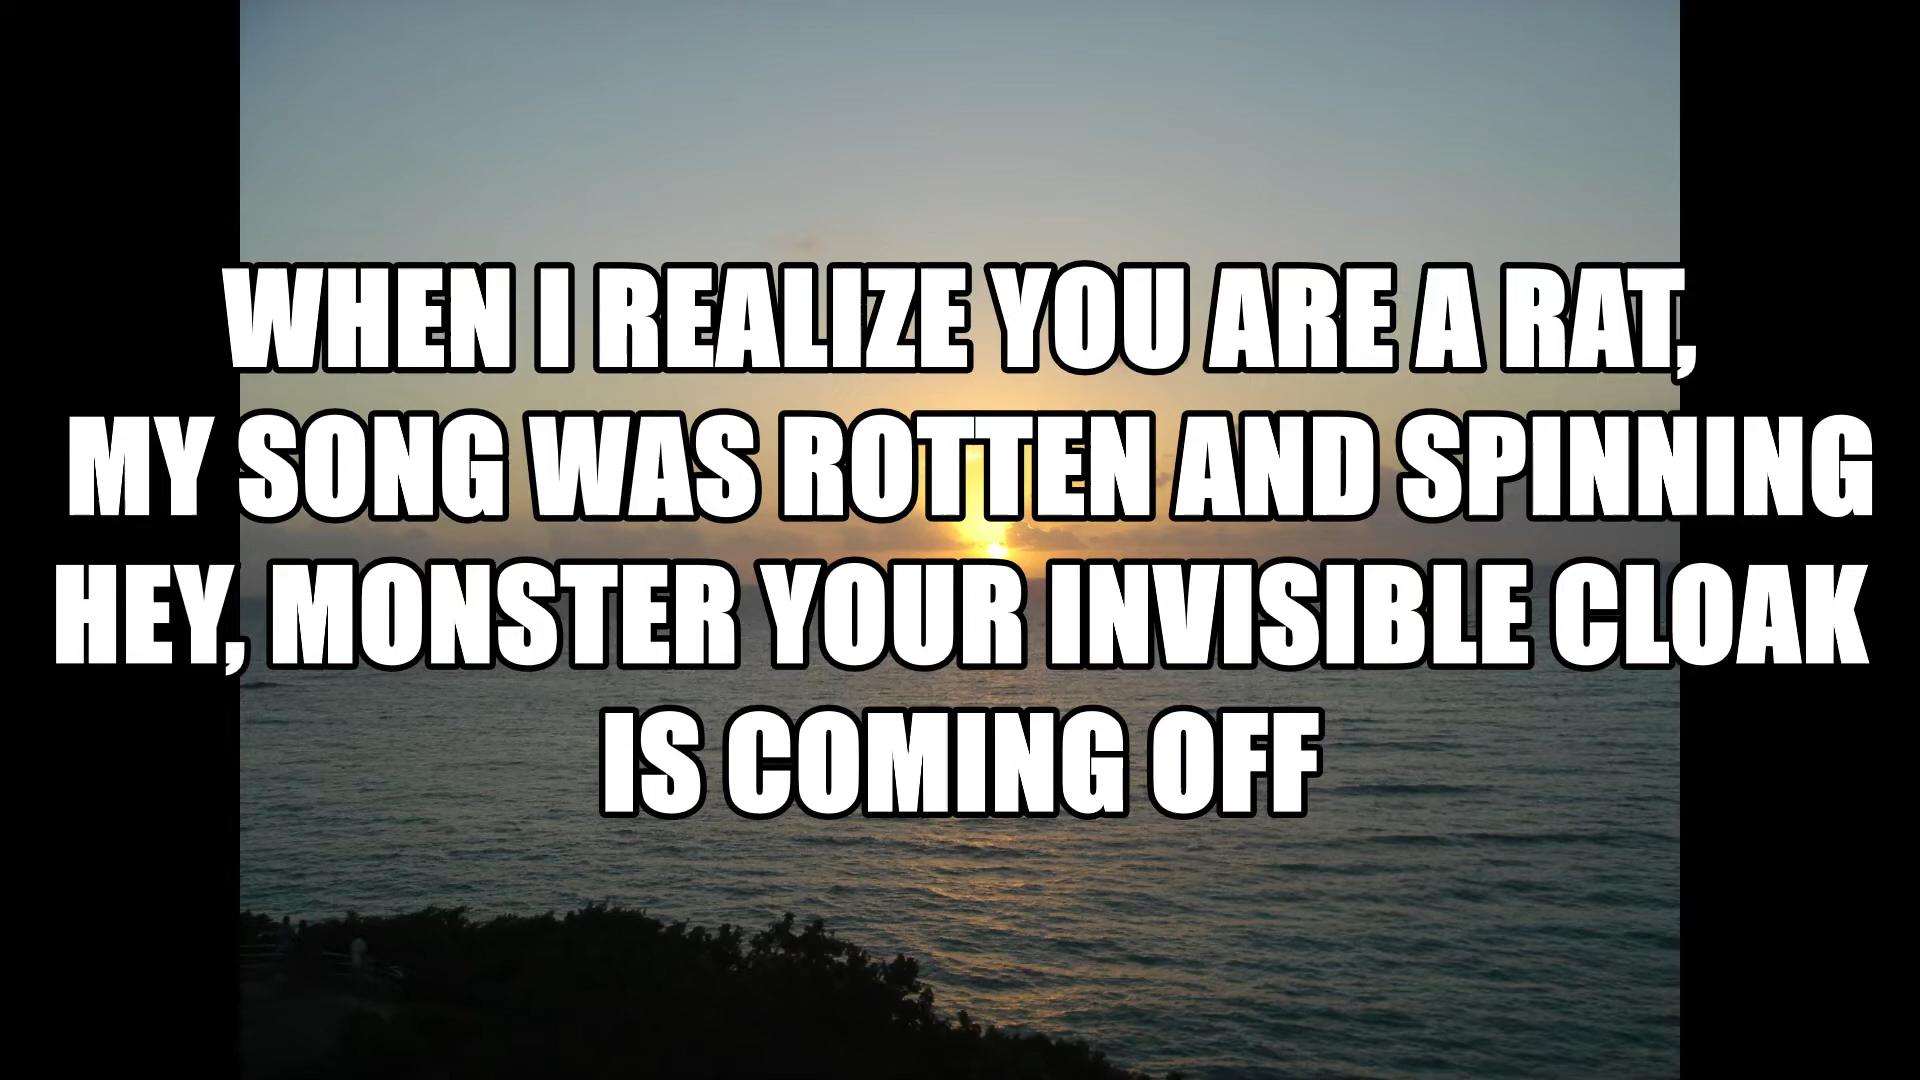 WHEN I REALIZE YOU ARE A RAT,
MY SONG WAS ROTTEN AND SPINNING
HEY, MONSTER YOUR INVISIBLE CLOAK
IS COMING OFF